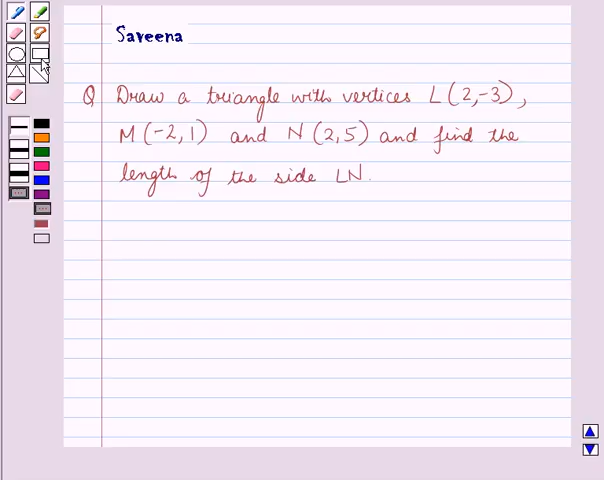 Saveena
Q Draw a triangle with vertices L(2,-3),
M(-2,1) and N(2,5) and find the
length of the side LN.